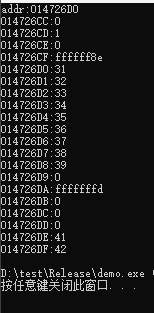 addr:014726D0
014726CC:0
014726CD:1
014726CE:0
014726CF:ffffff8e
014726D0:31
014726D1:32
014726D2:33
014726D3:34
014726D4:35
014726D5:36
014726D6:37
014726D7:38
014726D8:39
014726D9:0
014726DA:fffffffd
014726DB:0
014726DC:0
014726DD:0
014726DE:41
014726DF:42
D:\test\Release\demo.exe
按任意键关闭此窗口. . .